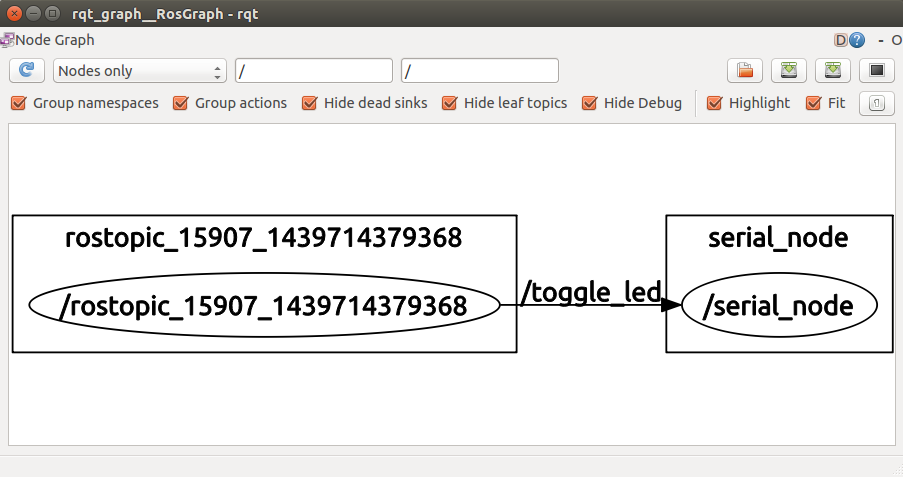 rqt_graph__RosGraph - rqt
Node Graph
D ? - O
Nodes only / /
Group namespaces Group actions Hide dead sinks Hide leaf topics Hide Debug Highlight Fit
rostopic_15907_1439714379368 serial_node
/rostopic_15907_1439714379368 /toggle_led /serial_node